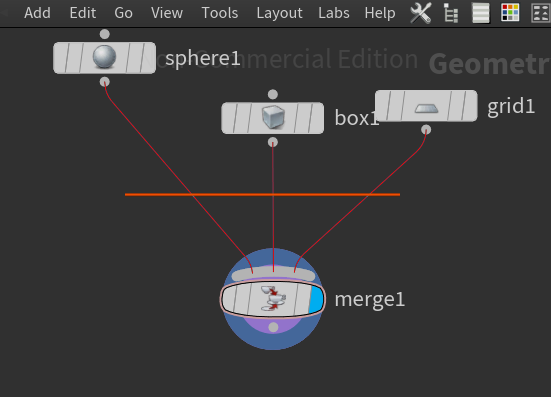 Add Edit Go View Tools Layout Labs Help
sphere1
Commercial Edition
Geometr
box1
grid1
merge1